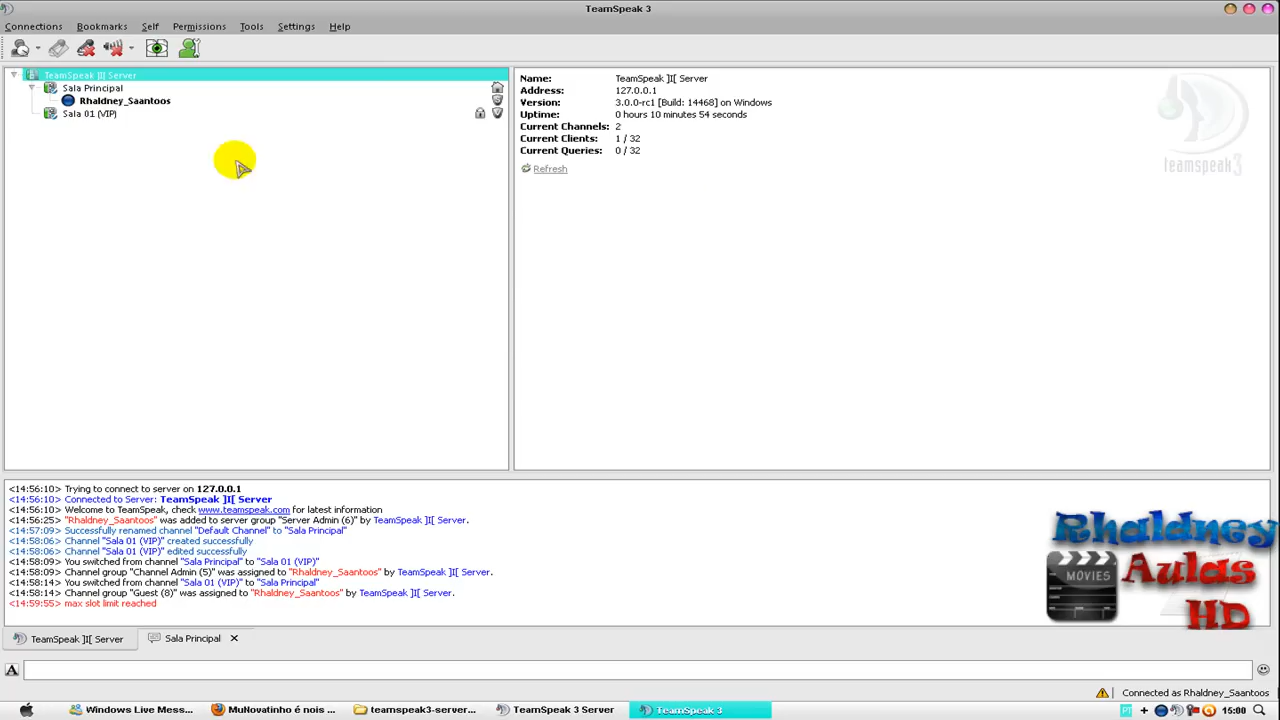 TeamSpeak 3
Connections Bookmarks Self Permissions Tools Settings Help
TeamSpeak ]I[ Server
Sala Principal
Rhaldney_Saantoos
Sala 01 (VIP)
Name: TeamSpeak ]I[ Server
Address: 127.0.0.1
Version: 3.0.0-rc1 [Build: 14468] on Windows
Uptime: 0 hours 10 minutes 54 seconds
Current Channels: 2
Current Clients: 1 / 32
Current Queries: 0 / 32
Refresh
teamspeak3
<14:56:10> Trying to connect to server on 127.0.0.1
<14:56:10> Connected to Server: TeamSpeak ]I[ Server
<14:56:10> Welcome to TeamSpeak, check www.teamspeak.com for latest information
<14:56:25> "Rhaldney_Saantoos" was added to server group "Server Admin (6)" by TeamSpeak ]I[ Server.
<14:57:09> Successfully renamed channel "Default Channel" to "Sala Principal"
<14:58:06> Channel "Sala 01 (VIP)" created successfully
<14:58:06> Channel "Sala 01 (VIP)" edited successfully
<14:58:09> You switched from channel "Sala Principal" to "Sala 01 (VIP)"
<14:58:09> Channel group "Channel Admin (5)" was assigned to "Rhaldney_Saantoos" by TeamSpeak ]I[ Server.
<14:58:14> You switched from channel "Sala 01 (VIP)" to "Sala Principal"
<14:58:14> Channel group "Guest (8)" was assigned to "Rhaldney_Saantoos" by TeamSpeak ]I[ Server.
<14:59:55> max slot limit reached
Rhaldney
MOVIES
Aulas
HD
TeamSpeak ]I[ Server Sala Principal
A
Connected as Rhaldney_Saantoos
Windows Live Mess... MuNovatinho é nois ... teamspeak3-server... TeamSpeak 3 Server TeamSpeak 3 PT 15:00